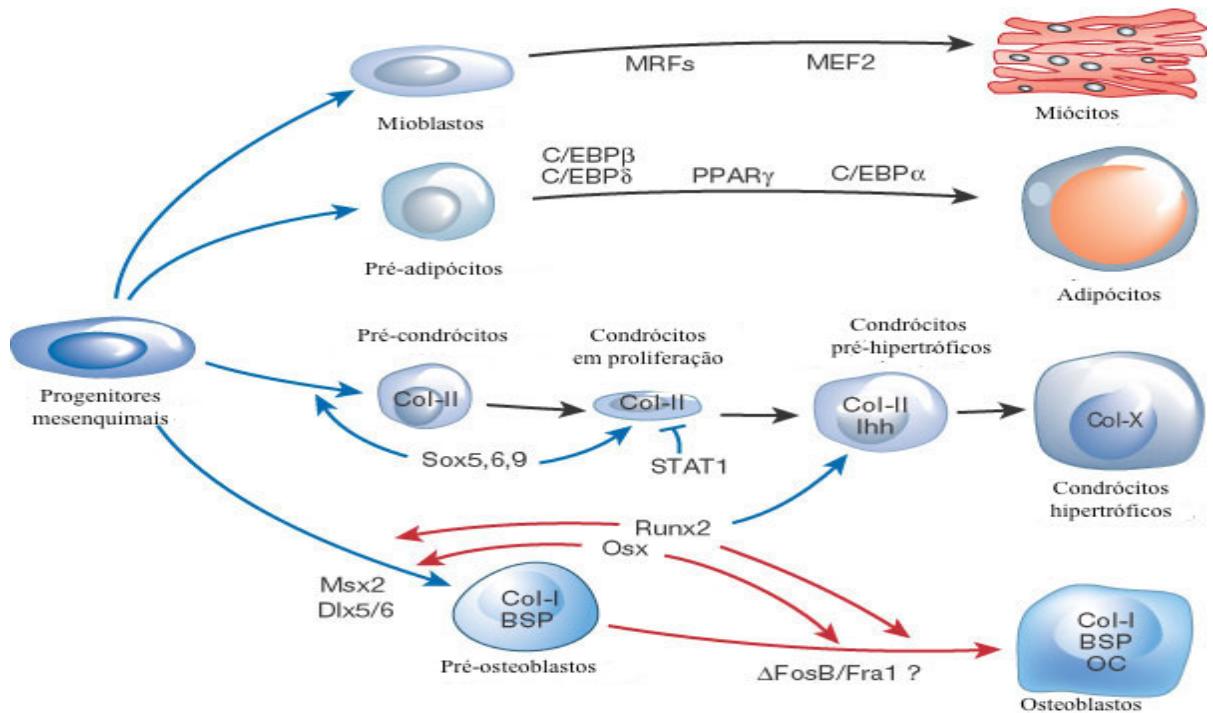 MRFs
MEF2
Mioblastos
Miócitos
C/EBPβ
C/EBPδ
PPARγ
C/EBPα
Pré-adipócitos
Adipócitos
Progenitores
mesenquimais
Pré-condrócitos
Condrócitos
em proliferação
Condrócitos
pré-hipertróficos
Col-II
Col-II
Col-II
Ihh
Col-X
Sox5,6,9
STAT1
Condrócitos
hipertróficos
Runx2
Osx
Msx2
Dlx5/6
Col-I
BSP
Pré-osteoblastos
ΔFosB/Fra1 ?
Col-I
BSP
OC
Osteoblastos